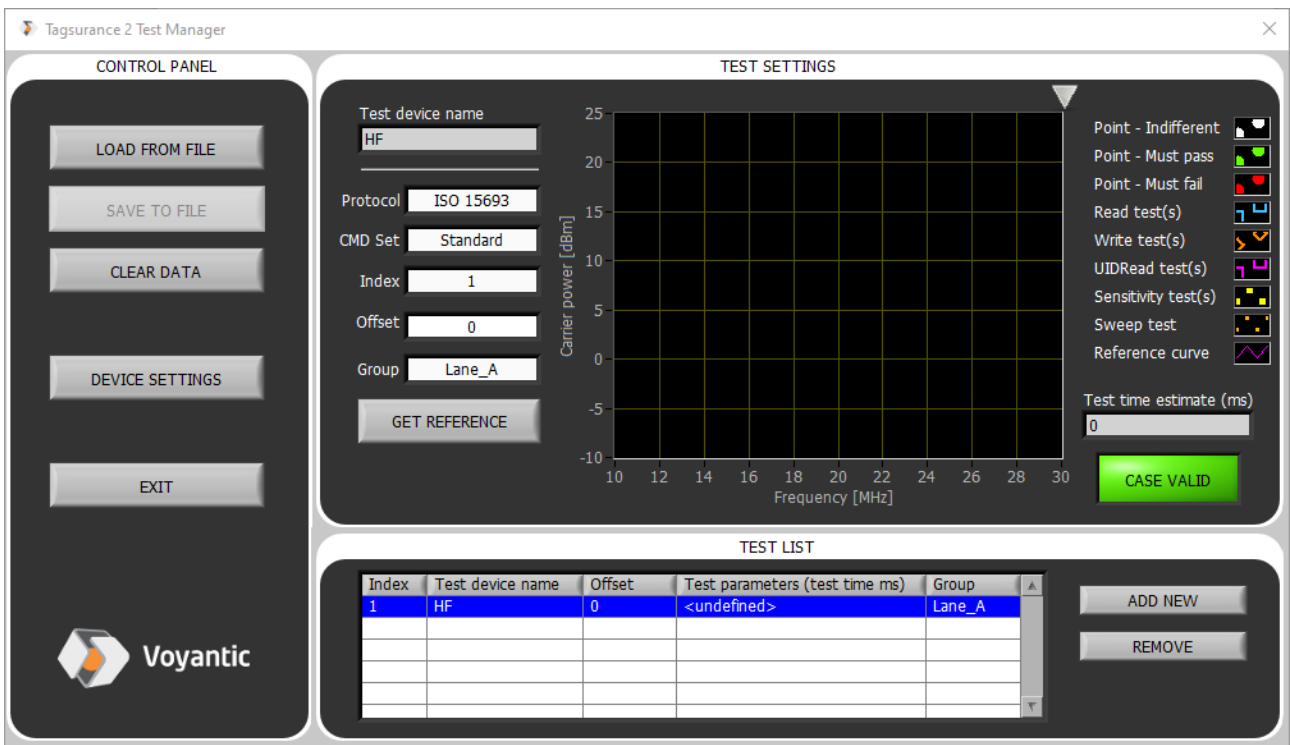 Tagsurance 2 Test Manager
CONTROL PANEL
LOAD FROM FILE
SAVE TO FILE
CLEAR DATA
DEVICE SETTINGS
EXIT
Voyantic
TEST SETTINGS
Test device name
HF
Protocol ISO 15693
CMD Set Standard
Index 1
Offset 0
Group Lane_A
GET REFERENCE
Carrier power [dBm]
25
20
15
10
5
0
-5
-10
10 12 14 16 18 20 22 24 26 28 30
Frequency [MHz]
Point - Indifferent
Point - Must pass
Point - Must fail
Read test(s)
Write test(s)
UIDRead test(s)
Sensitivity test(s)
Sweep test
Reference curve
Test time estimate (ms)
0
CASE VALID
TEST LIST
Index Test device name Offset Test parameters (test time ms) Group
1 HF 0 <undefined> Lane_A
ADD NEW
REMOVE